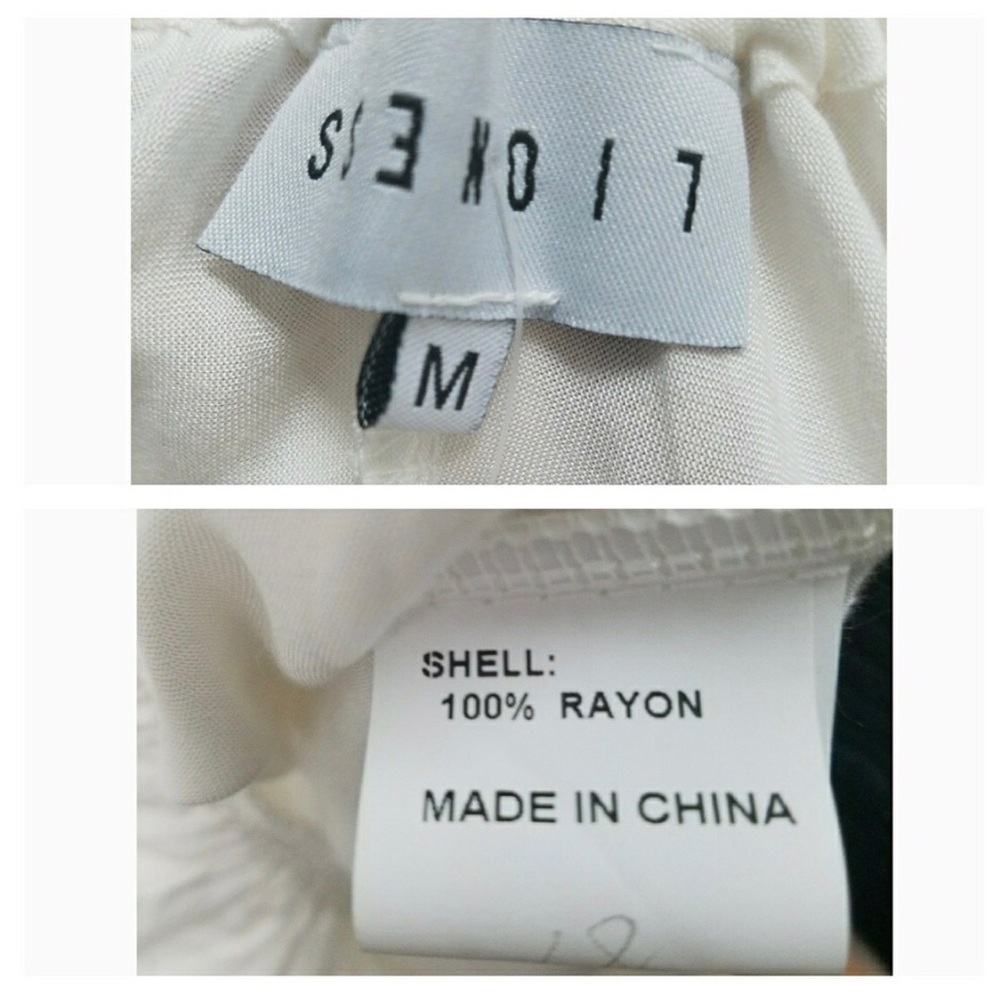 LIONESS
M
SHELL:
100% RAYON
MADE IN CHINA